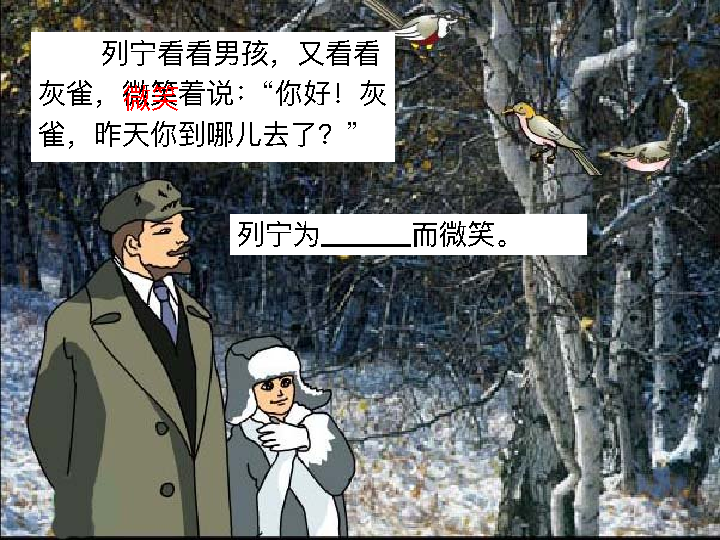 列宁看看男孩，又看看
灰雀，微笑着说：“你好！灰
雀，昨天你到哪儿去了？”
微笑
列宁为______而微笑。